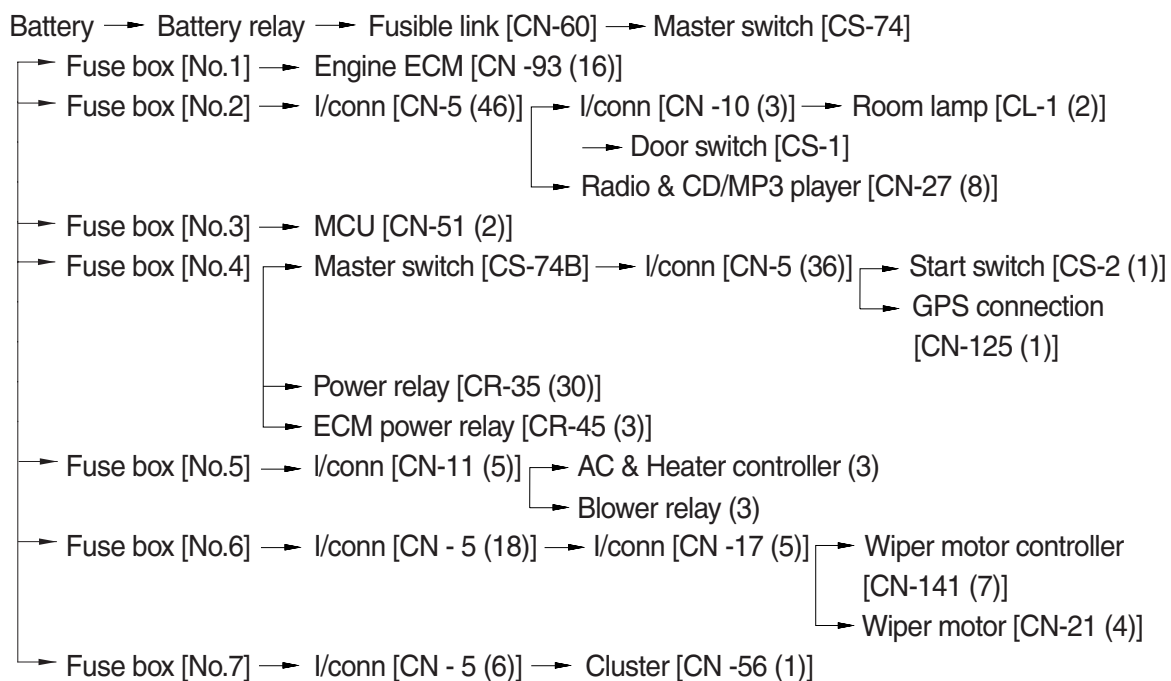 Battery → Battery relay → Fusible link [CN-60] → Master switch [CS-74]
Fuse box [No.1] → Engine ECM [CN -93 (16)]
Fuse box [No.2] → I/conn [CN-5 (46)] → I/conn [CN -10 (3)] → Room lamp [CL-1 (2)]
→ Door switch [CS-1]
→ Radio & CD/MP3 player [CN-27 (8)]
Fuse box [No.3] → MCU [CN-51 (2)]
Fuse box [No.4] → Master switch [CS-74B] → I/conn [CN-5 (36)] → Start switch [CS-2 (1)]
→ GPS connection
[CN-125 (1)]
→ Power relay [CR-35 (30)]
→ ECM power relay [CR-45 (3)]
Fuse box [No.5] → I/conn [CN-11 (5)] → AC & Heater controller (3)
→ Blower relay (3)
Fuse box [No.6] → I/conn [CN - 5 (18)] → I/conn [CN -17 (5)] → Wiper motor controller
[CN-141 (7)]
→ Wiper motor [CN-21 (4)]
Fuse box [No.7] → I/conn [CN - 5 (6)] → Cluster [CN -56 (1)]